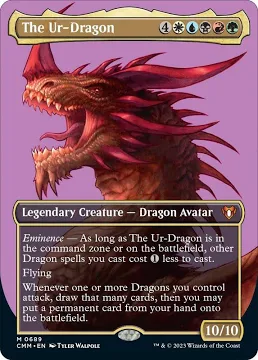 The Ur-Dragon 4
Legendary Creature — Dragon Avatar
Eminence — As long as The Ur-Dragon is in
the command zone or on the battlefield, other
Dragon spells you cast cost 1 less to cast.
Flying
Whenever one or more Dragons you control
attack, draw that many cards, then you may
put a permanent card from your hand onto
the battlefield.
10/10
M 0689
CMM • EN TYLER WALPOLE
™ & © 2023 Wizards of the Coast